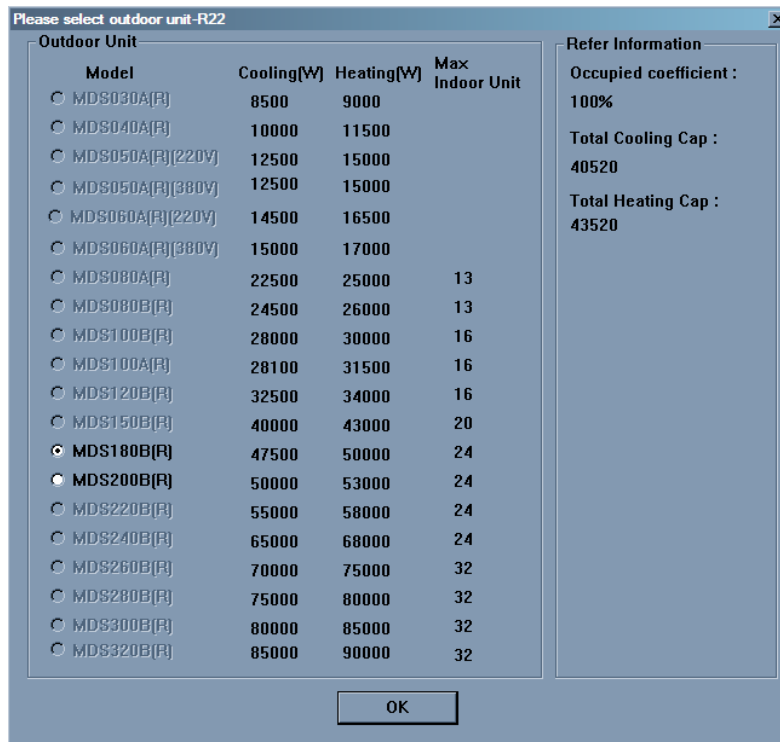 Please select outdoor unit-R22
Outdoor Unit
Model Cooling(W) Heating(W) Max Indoor Unit
MDS030A(R) 8500 9000
MDS040A(R) 10000 11500
MDS050A(R)(220V) 12500 15000
MDS050A(R)(380V) 12500 15000
MDS060A(R)(220V) 14500 16500
MDS060A(R)(380V) 15000 17000
MDS080A(R) 22500 25000 13
MDS080B(R) 24500 26000 13
MDS100B(R) 28000 30000 16
MDS100A(R) 28100 31500 16
MDS120B(R) 32500 34000 16
MDS150B(R) 40000 43000 20
MDS180B(R) 47500 50000 24
MDS200B(R) 50000 53000 24
MDS220B(R) 55000 58000 24
MDS240B(R) 65000 68000 24
MDS260B(R) 70000 75000 32
MDS280B(R) 75000 80000 32
MDS300B(R) 80000 85000 32
MDS320B(R) 85000 90000 32
Refer Information
Occupied coefficient :
100%
Total Cooling Cap :
40520
Total Heating Cap :
43520
OK